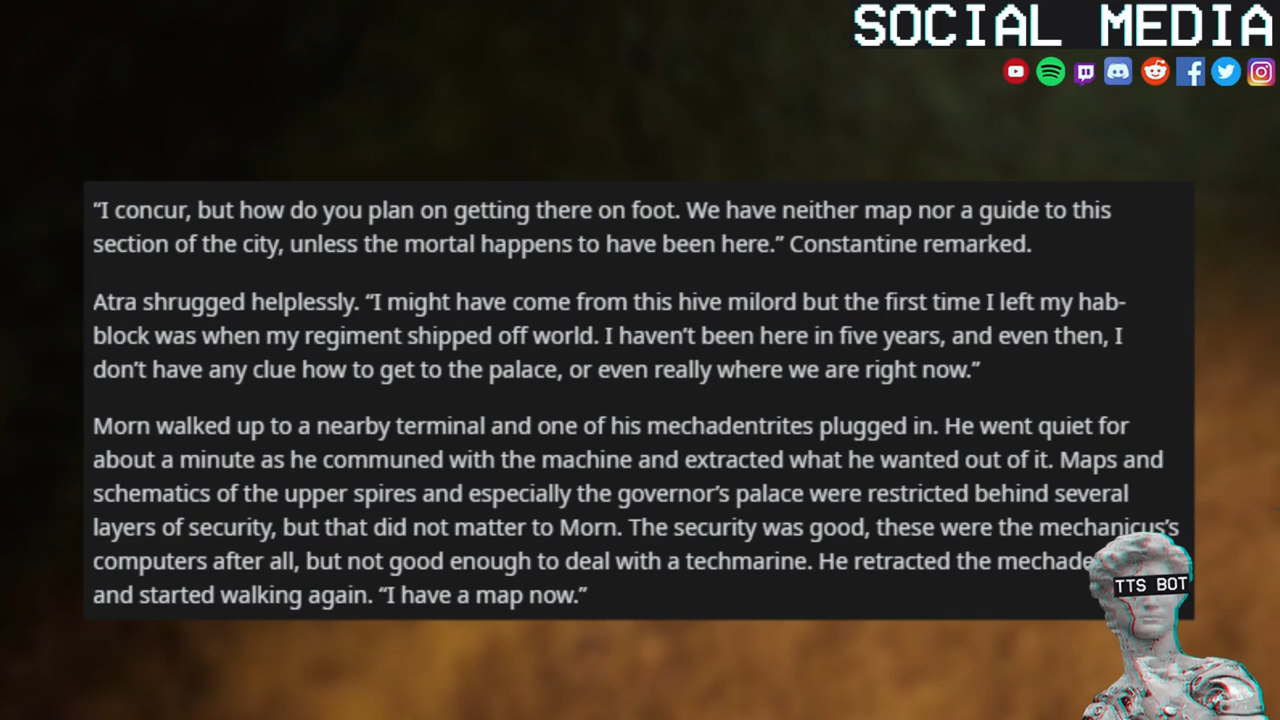 SOCIAL MEDIA
“I concur, but how do you plan on getting there on foot. We have neither map nor a guide to this
section of the city, unless the mortal happens to have been here.” Constantine remarked.
Atra shrugged helplessly. “I might have come from this hive milord but the first time I left my hab-
block was when my regiment shipped off world. I haven’t been here in five years, and even then, I
don’t have any clue how to get to the palace, or even really where we are right now.”
Morn walked up to a nearby terminal and one of his mechadentrites plugged in. He went quiet for
about a minute as he communed with the machine and extracted what he wanted out of it. Maps and
schematics of the upper spires and especially the governor’s palace were restricted behind several
layers of security, but that did not matter to Morn. The security was good, these were the mechanicus’s
computers after all, but not good enough to deal with a techmarine. He retracted the
and started walking again. “I have a map now.”
TTS BOT